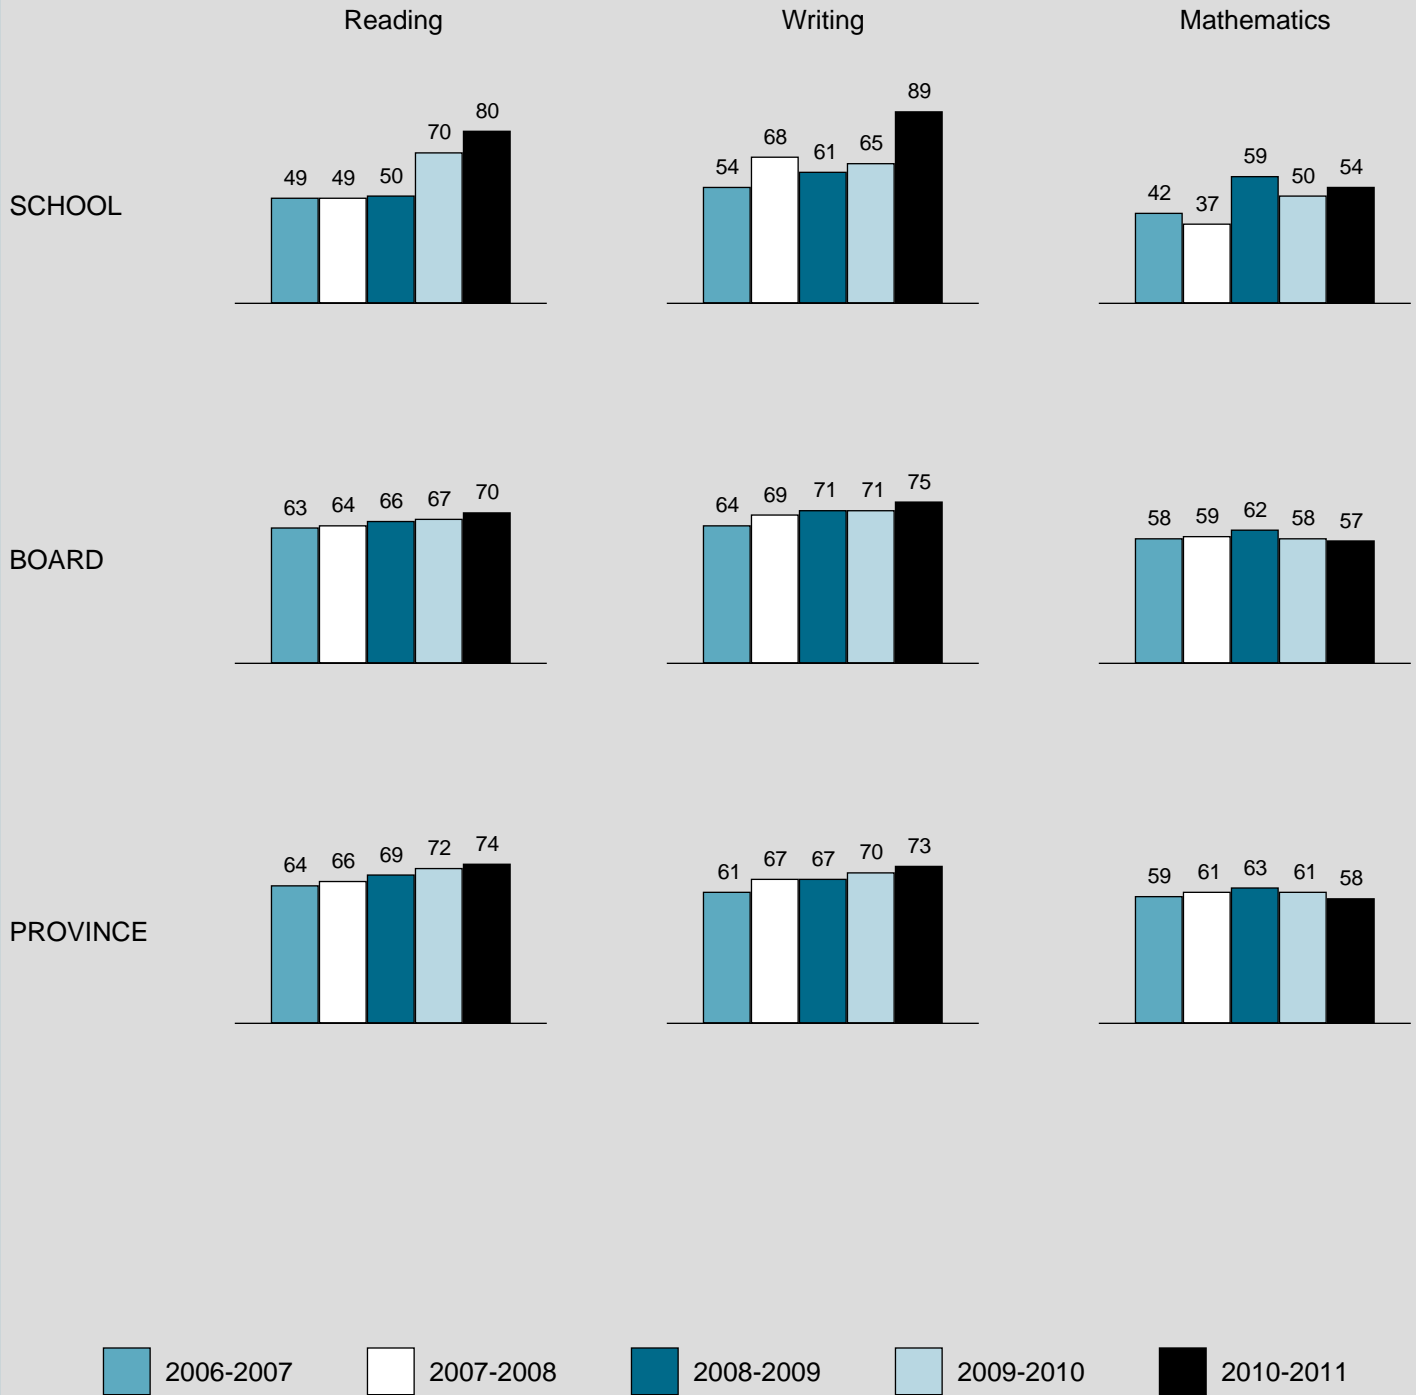 Reading Writing Mathematics
SCHOOL
49 49 50 70 80
54 68 61 65 89
42 37 59 50 54
BOARD
63 64 66 67 70
64 69 71 71 75
58 59 62 58 57
PROVINCE
64 66 69 72 74
61 67 67 70 73
59 61 63 61 58
2006-2007 2007-2008 2008-2009 2009-2010 2010-2011